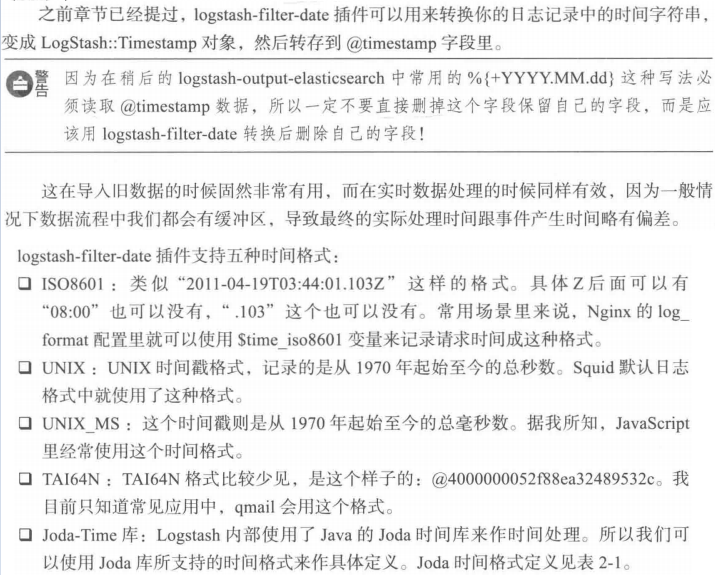 之前章节已经提过，logstash-filter-date 插件可以用来转换你的日志记录中的时间字符串，
变成 LogStash::Timestamp 对象，然后转存到 @timestamp 字段里。
警告
因为在稍后的 logstash-output-elasticsearch 中常用的 %{+YYYY.MM.dd} 这种写法必
须读取 @timestamp 数据，所以一定不要直接删掉这个字段保留自己的字段，而是应
该用 logstash-filter-date 转换后删除自己的字段！
这在导入旧数据的时候固然非常有用，而在实时数据处理的时候同样有效，因为一般情
况下数据流程中我们都会有缓冲区，导致最终的实际处理时间跟事件产生时间略有偏差。
logstash-filter-date 插件支持五种时间格式：
❑ ISO8601：类似“2011-04-19T03:44:01.103Z”这样的格式。具体Z后面可以有
“08:00”也可以没有，“.103”这个也可以没有。常用场景里来说，Nginx 的 log_
format 配置里就可以使用 $time_iso8601 变量来记录请求时间成这种格式。
❑ UNIX：UNIX 时间戳格式，记录的是从 1970 年起始至今的总秒数。Squid 默认日志
格式中就使用了这种格式。
❑ UNIX_MS：这个时间戳则是从 1970 年起始至今的总毫秒数。据我所知，JavaScript
里经常使用这个时间格式。
❑ TAI64N：TAI64N 格式比较少见，是这个样子的：@4000000052f88ea32489532c。我
目前只知道常见应用中，qmail 会用这个格式。
❑ Joda-Time 库：Logstash 内部使用了 Java 的 Joda 时间库来作时间处理。所以我们可
以使用 Joda 库所支持的时间格式来作具体定义。Joda 时间格式定义见表 2-1。